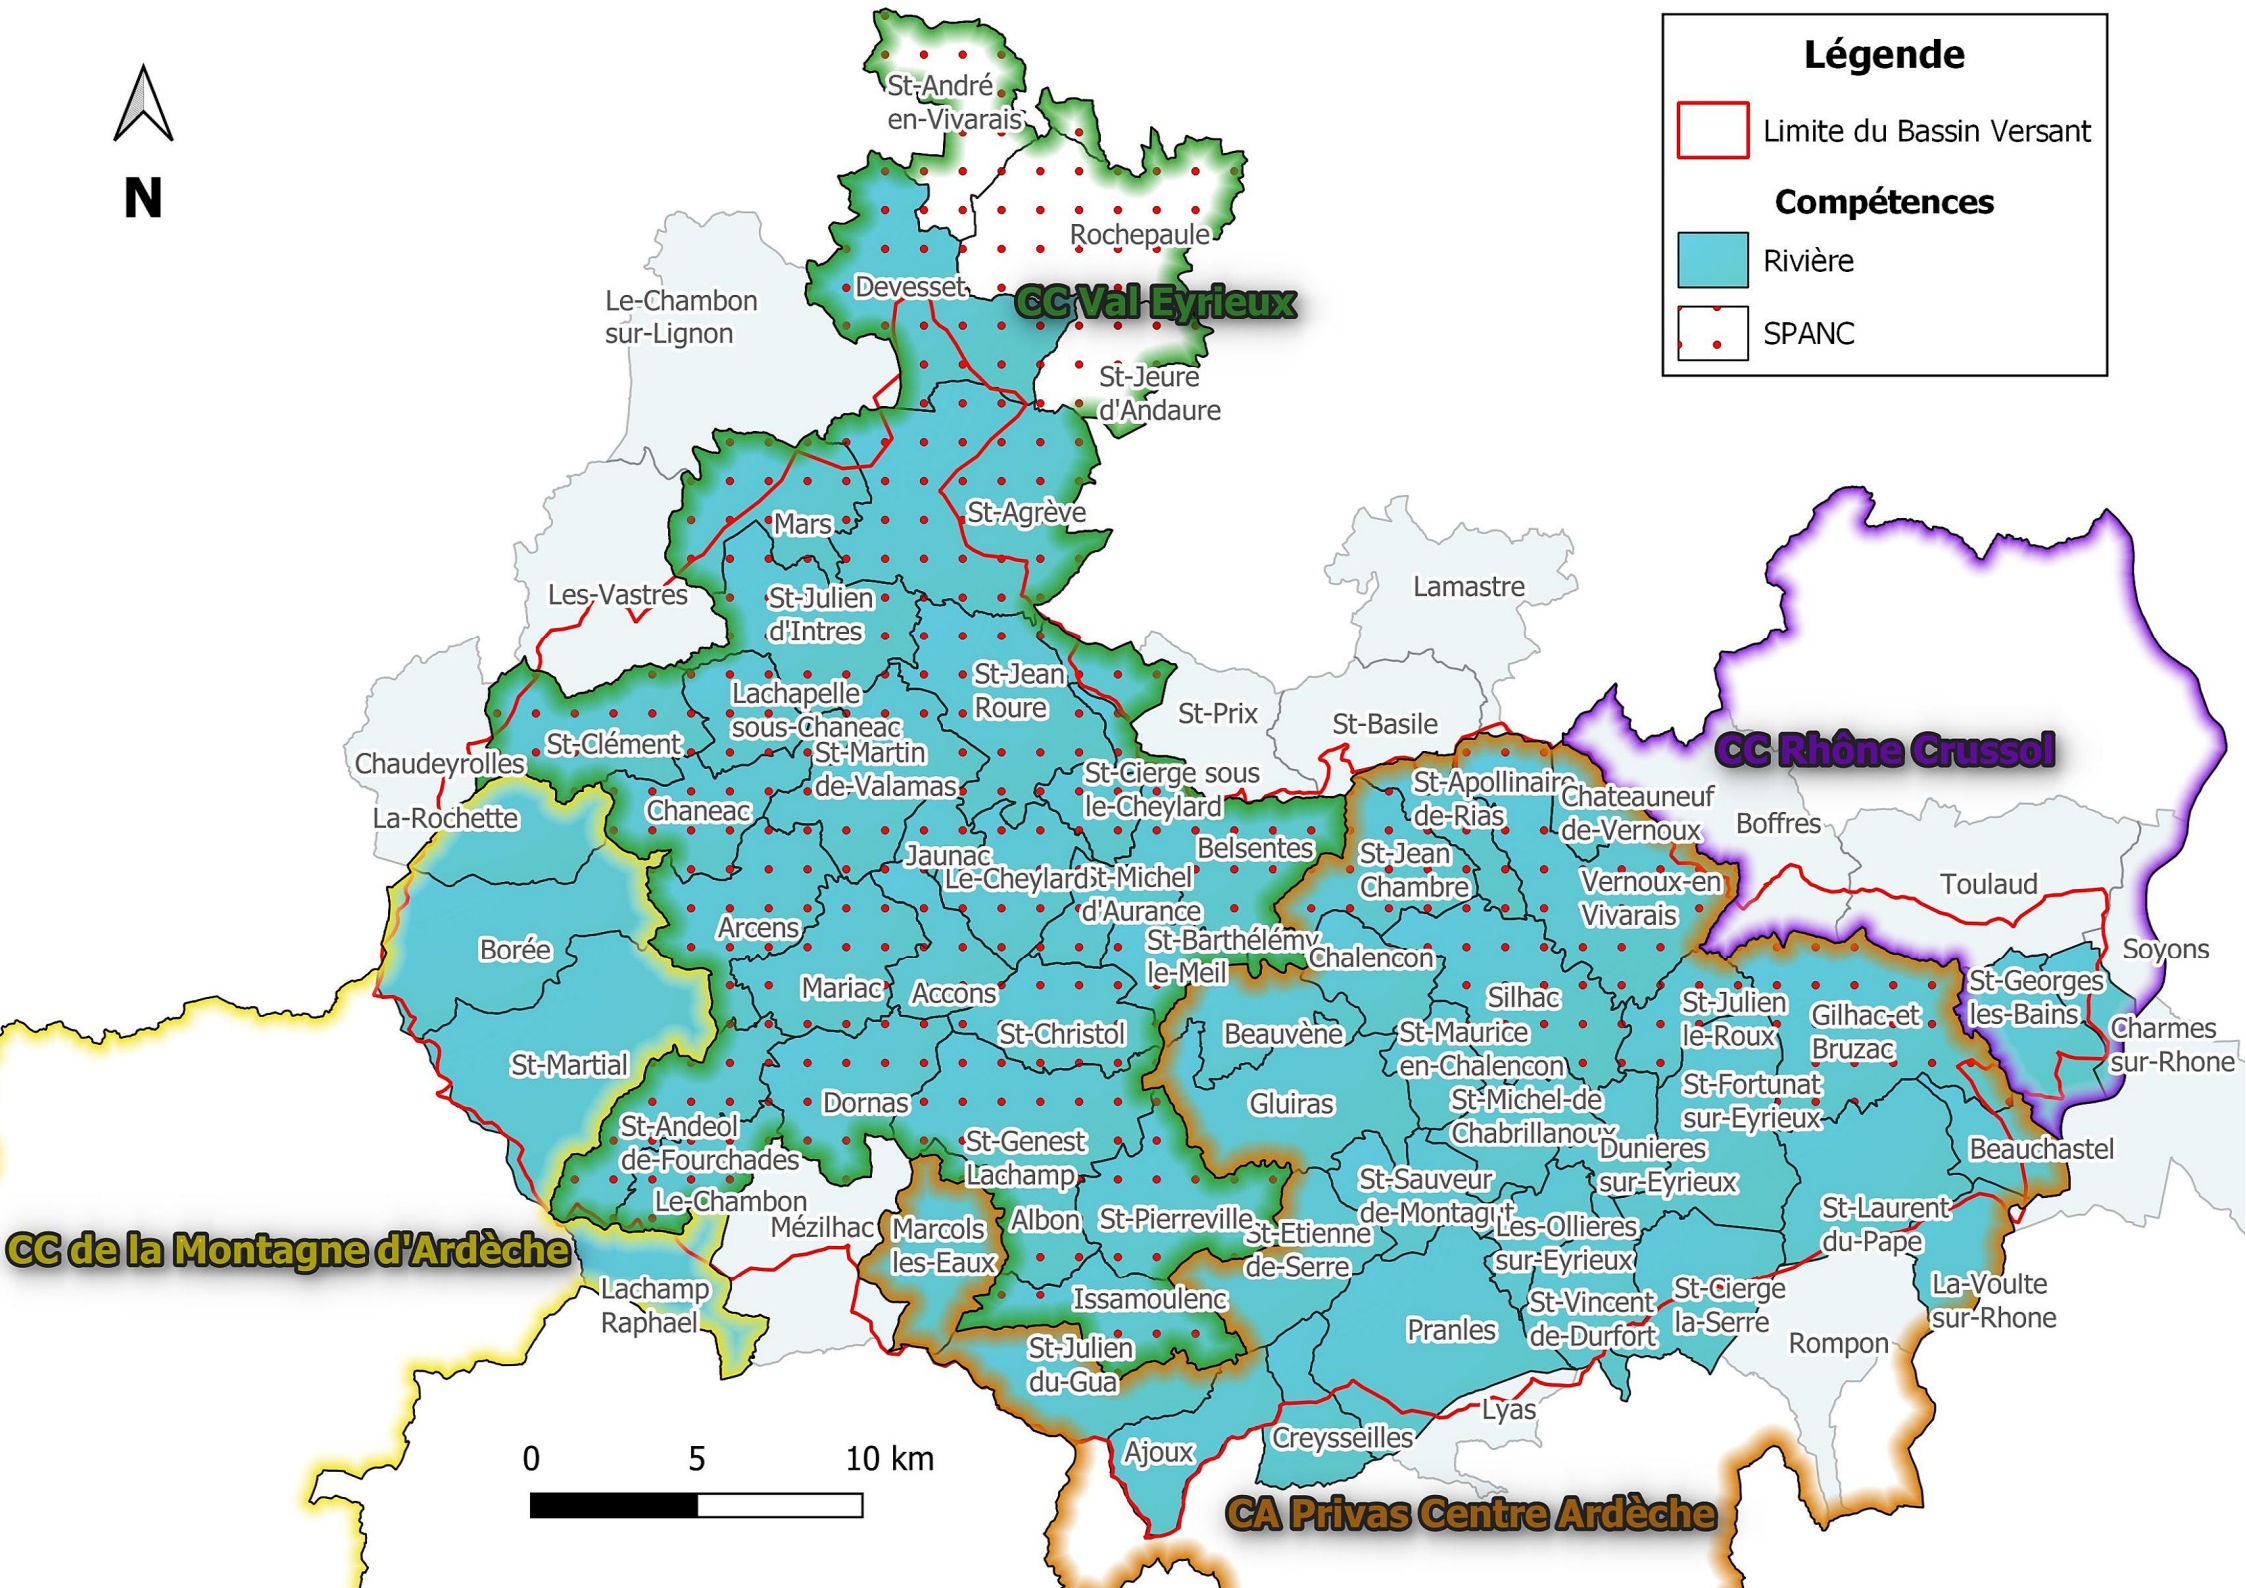 Légende
Limite du Bassin Versant
Compétences
Rivière
SPANC
N
St-André
en-Vivarais
Rochepaule
Devesset
CC Val Eyrieux
Le-Chambon
sur-Lignon
St-Jeure
d'Andaure
Mars
St-Agrève
Les-Vastres
St-Julien
d'Intres
Lamastre
St-Jean
Roure
Lachapelle
sous-Chaneac
St-Prix
St-Basile
St-Clément
St-Martin
de-Valamas
Chaudeyrolles
CC Rhône Crussol
St-Cierge sous
le-Cheylard
St-Apollinaire
de-Rias
Chateauneuf
de-Vernoux
La-Rochette
Chaneac
Boffres
Jaunac
Belsentes
St-Jean
Chambre
Le-Cheylard
St-Michel
d'Aurance
Vernoux-en
Vivarais
Toulaud
Arcens
Borée
St-Barthélémy
le-Meil
Chalencon
Soyons
Mariac
Accons
Silhac
St-Julien
le-Roux
Gilhac-et
Bruzac
St-Georges
les-Bains
St-Christol
Beauvène
St-Maurice
en-Chalencon
Charmes
sur-Rhone
St-Martial
Dornas
Gluiras
St-Michel-de
Chabrillanoux
St-Fortunat
sur-Eyrieux
St-Andeol
de-Fourchades
St-Genest
Lachamp
Dunieres
sur-Eyrieux
Beauchastel
Le-Chambon
St-Sauveur
de-Montagut
Mézilhac
Marcols
les-Eaux
Albon
St-Pierreville
St-Etienne
de-Serre
Les-Ollieres
sur-Eyrieux
St-Laurent
du-Pape
CC de la Montagne d'Ardèche
Lachamp
Raphael
Issamoulenc
St-Vincent
de-Durfort
St-Cierge
la-Serre
La-Voulte
sur-Rhone
St-Julien
du-Gua
Pranles
Rompon
Lyas
Ajoux
Creysseilles
0 5 10 km
CA Privas Centre Ardèche